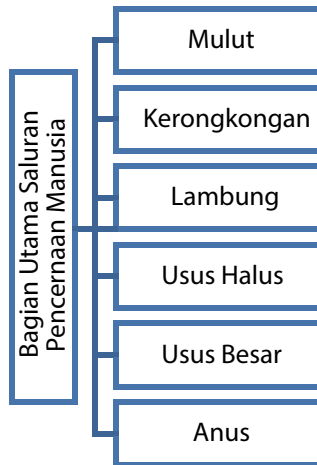 Bagian Utama Saluran
Pencernaan Manusia
Mulut
Kerongkongan
Lambung
Usus Halus
Usus Besar
Anus